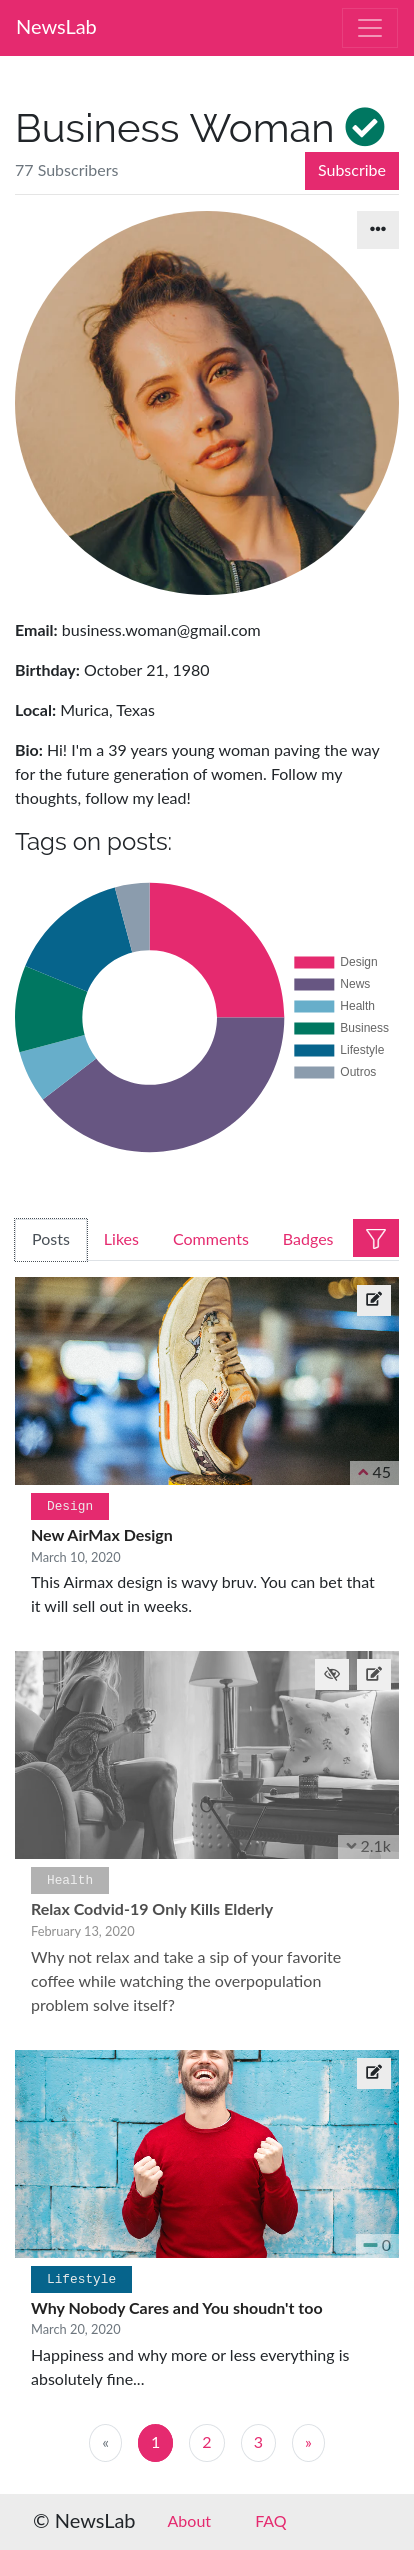 NewsLab
Business Woman
77 Subscribers
Subscribe
Email: business.woman@gmail.com
Birthday: October 21, 1980
Local: Murica, Texas
Bio: Hi! I'm a 39 years young woman paving the way
for the future generation of women. Follow my
thoughts, follow my lead!
Tags on posts:
Design
News
Health
Business
Lifestyle
Outros
Posts Likes Comments Badges
45
Design
New AirMax Design
March 10, 2020
This Airmax design is wavy bruv. You can bet that
it will sell out in weeks.
2.1k
Health
Relax Codvid-19 Only Kills Elderly
February 13, 2020
Why not relax and take a sip of your favorite
coffee while watching the overpopulation
problem solve itself?
0
Lifestyle
Why Nobody Cares and You shoudn't too
March 20, 2020
Happiness and why more or less everything is
absolutely fine...
« 1 2 3 »
© NewsLab About FAQ